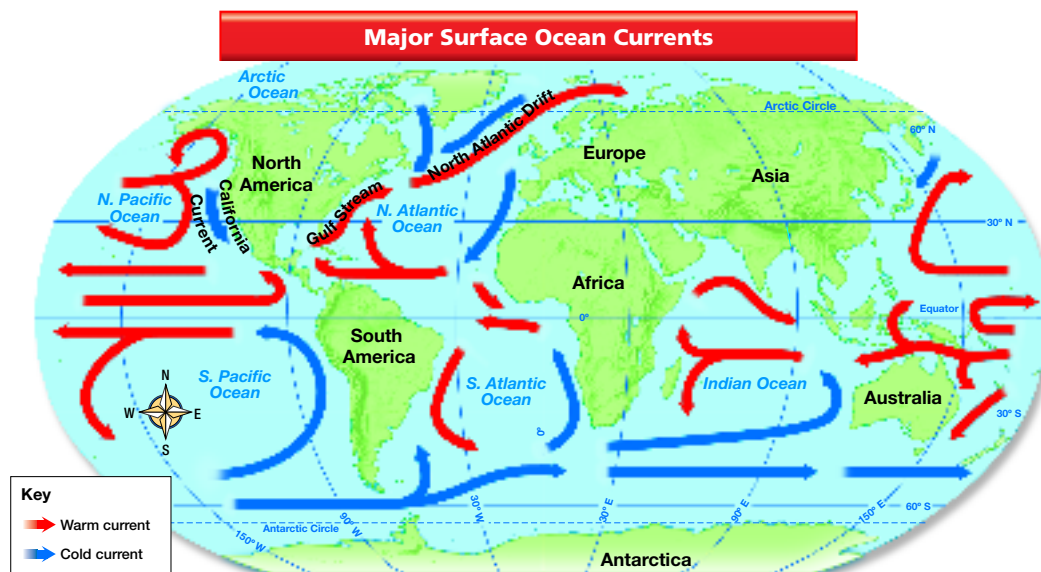 Major Surface Ocean Currents
Arctic
Ocean
Arctic Circle
60° N
North Atlantic Drift
North
America
Europe
Asia
N. Pacific
Ocean
California
Current
Gulf Stream
N. Atlantic
Ocean
30° N
Africa
Equator
0°
South
America
S. Pacific
Ocean
S. Atlantic
Ocean
Indian Ocean
Australia
N
W
E
S
30° S
0°
Key
Warm current
Cold current
60° S
Antarctic Circle
150° W
90° W
30° W
30° E
90° E
150° E
Antarctica